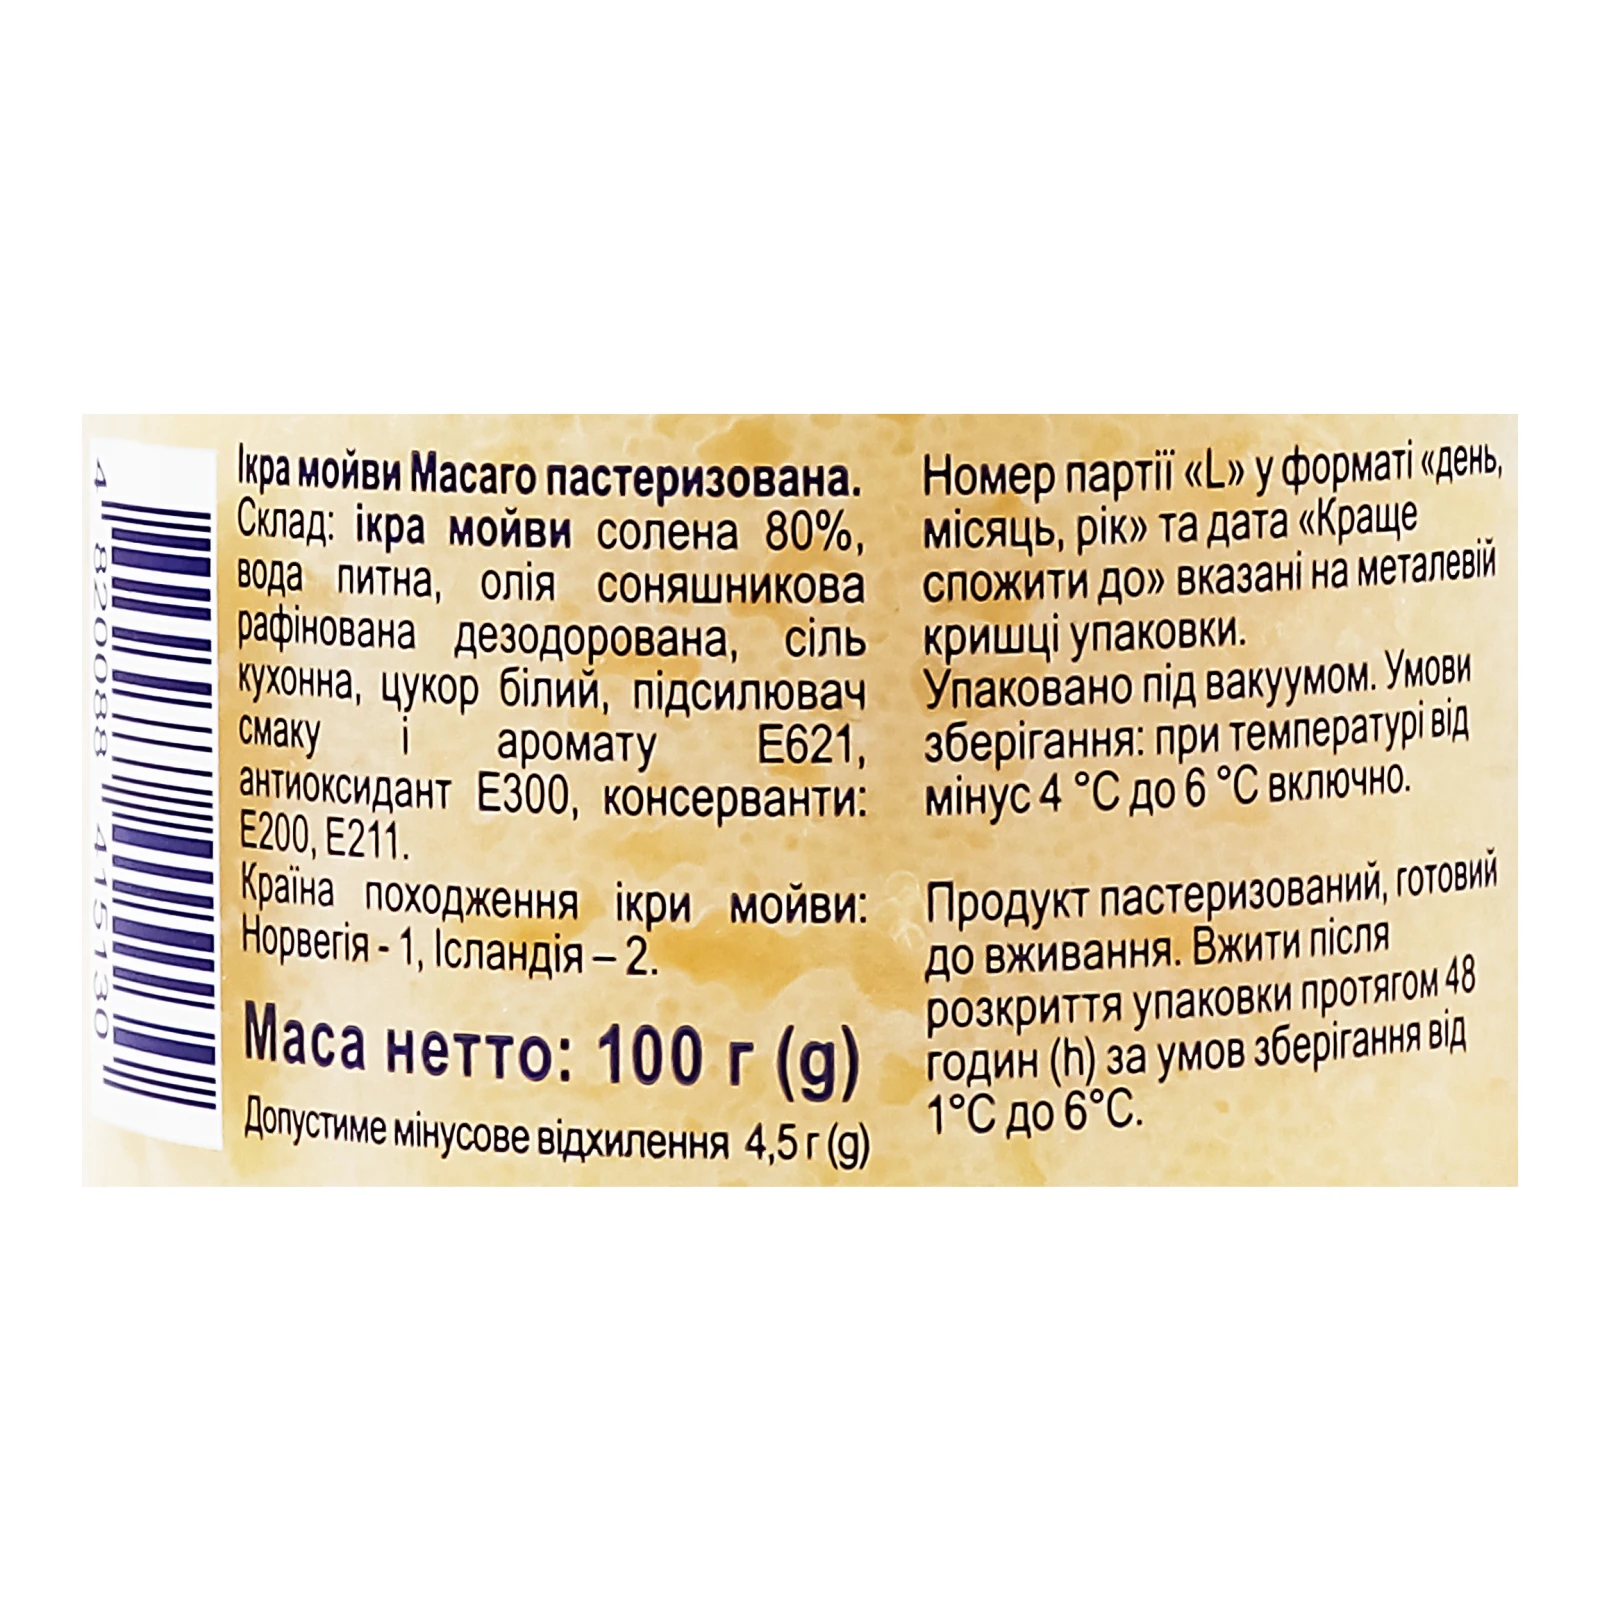 4 820088 415130
Ікра мойви Масаго пастеризована.
Склад: ікра мойви солена 80%,
вода питна, олія соняшникова
рафінована дезодорована, сіль
кухонна, цукор білий, підсилювач
смаку і аромату Е621,
антиоксидант Е300, консерванти:
Е200, Е211.
Країна походження ікри мойви:
Норвегія - 1, Ісландія – 2.
Маса нетто: 100 г (g)
Допустиме мінусове відхилення 4,5 г (g)
Номер партії «L» у форматі «день,
місяць, рік» та дата «Краще
спожити до» вказані на металевій
кришці упаковки.
Упаковано під вакуумом. Умови
зберігання: при температурі від
мінус 4 °С до 6 °С включно.
Продукт пастеризований, готовий
до вживання. Вжити після
розкриття упаковки протягом 48
годин (h) за умов зберігання від
1°С до 6°С.